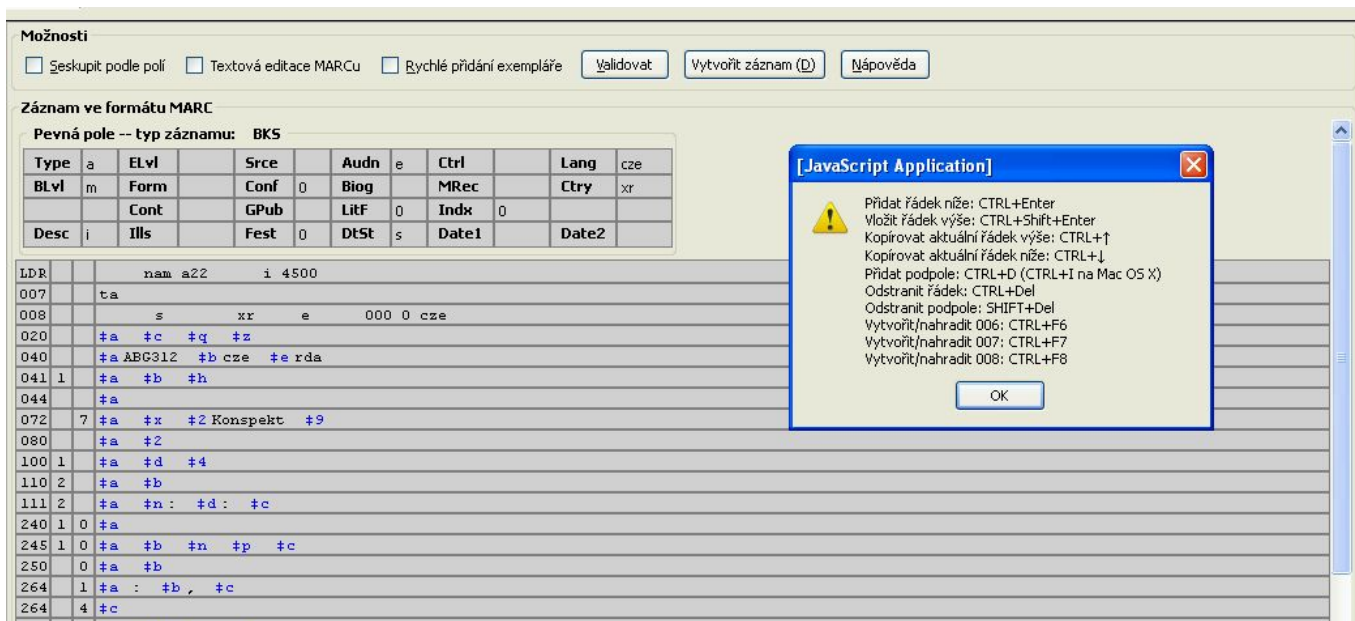 Možnosti
Seskupit podle polí Textová editace MARCu Rychlé přidání exempláře Validovat Vytvořit záznam (D) Nápověda
Záznam ve formátu MARC
Pevná pole -- typ záznamu: BKS
Type a ELvl Srce Audn e Ctrl Lang cze
BLvl m Form Conf 0 Biog MRec Ctry xr
Cont GPub LitF 0 Indx 0
Desc i Ills Fest 0 DtSt s Date1 Date2
[JavaScript Application]
Přidat řádek níže: CTRL+Enter
Vložit řádek výše: CTRL+Shift+Enter
Kopírovat aktuální řádek výše: CTRL+↑
Kopírovat aktuální řádek níže: CTRL+↓
Přidat podpole: CTRL+D (CTRL+I na Mac OS X)
Odstranit řádek: CTRL+Del
Odstranit podpole: SHIFT+Del
Vytvořit/nahradit 006: CTRL+F6
Vytvořit/nahradit 007: CTRL+F7
Vytvořit/nahradit 008: CTRL+F8
OK
LDR nam a22 i 4500
007 ta
008 s xr e 000 0 cze
020 ‡a ‡c ‡q ‡z
040 ‡a ABG312 ‡b cze ‡e rda
041 1 ‡a ‡b ‡h
044 ‡a
072 7 ‡a ‡x ‡2 Konspekt ‡9
080 ‡a ‡2
100 1 ‡a ‡d ‡4
110 2 ‡a ‡b
111 2 ‡a ‡n : ‡d : ‡c
240 1 0 ‡a
245 1 0 ‡a ‡b ‡n ‡p ‡c
250 0 ‡a ‡b
264 1 ‡a : ‡b , ‡c
264 4 ‡c